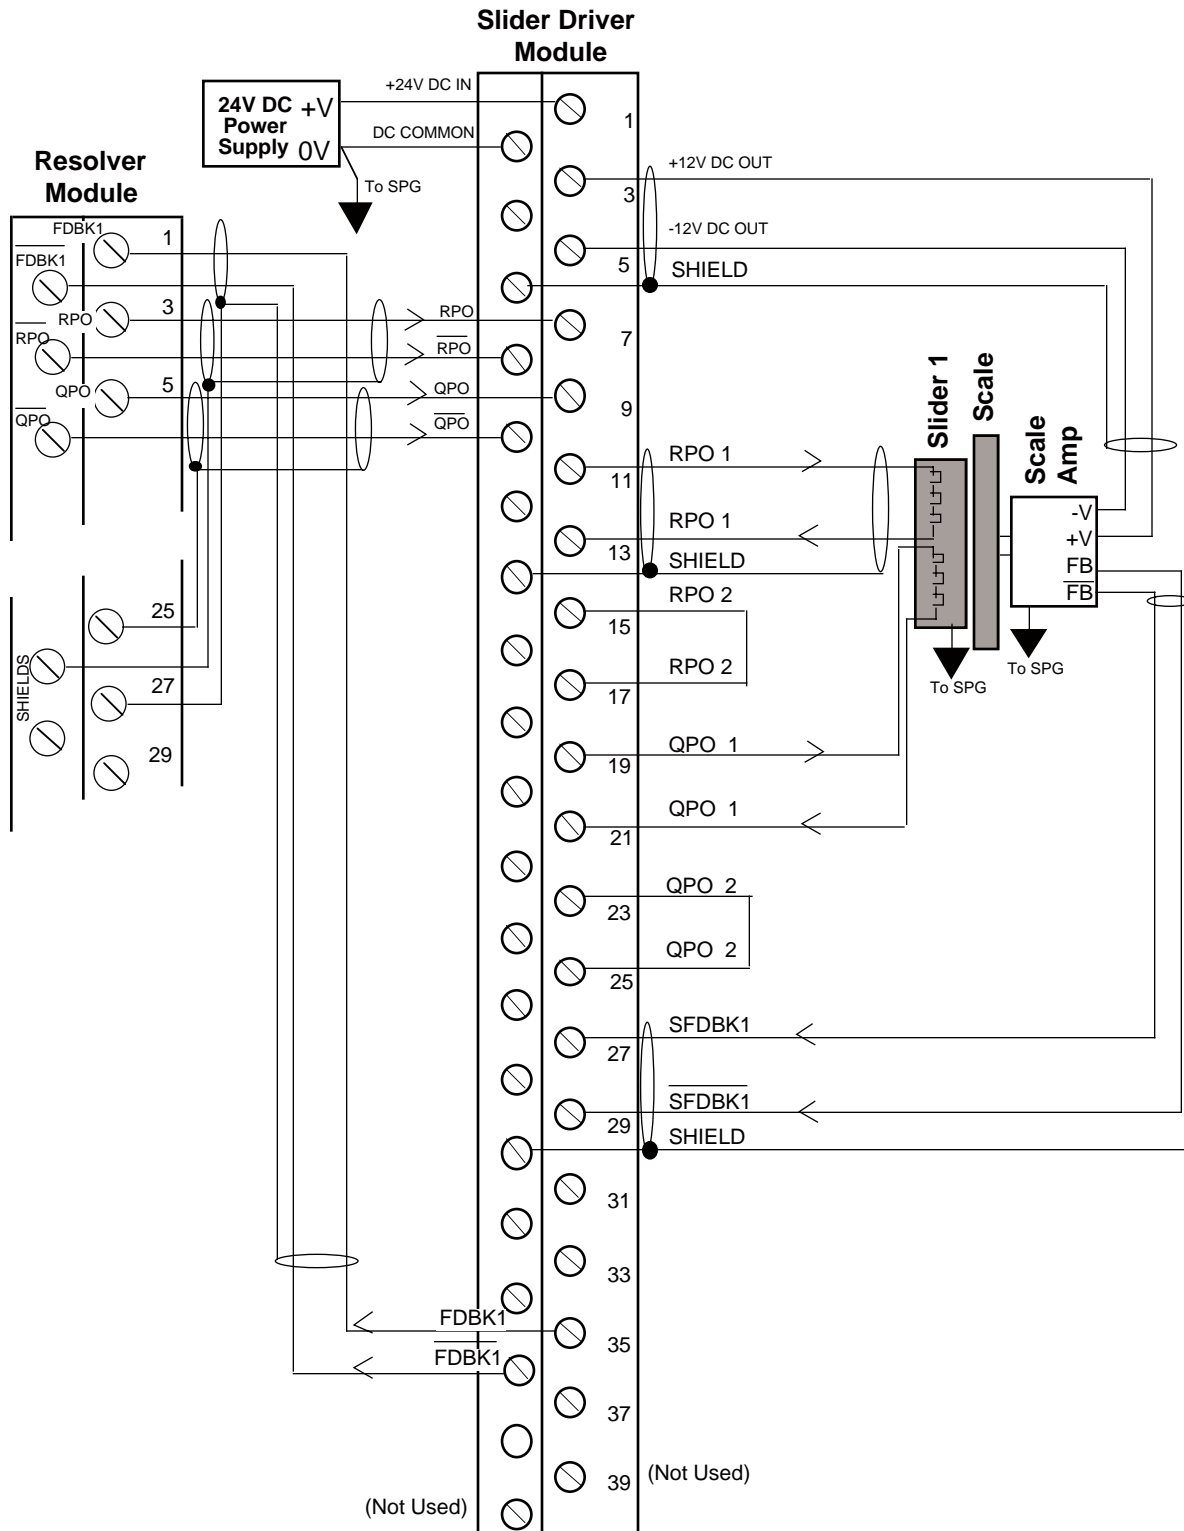 Slider Driver
Module
+24V DC IN
24V DC +V
Power
Supply 0V
DC COMMON
To SPG
Resolver
Module
1
3
5
7
9
11
13
15
17
19
21
23
25
27
29
31
33
35
37
39
+12V DC OUT
-12V DC OUT
SHIELD
FDBK1
1
FDBK1
3
RPO
RPO
5
QPO
QPO
RPO
RPO
QPO
QPO
25
27
29
SHIELDS
RPO 1
RPO 1
SHIELD
RPO 2
RPO 2
QPO 1
QPO 1
QPO 2
QPO 2
SFDBK1
SFDBK1
SHIELD
Slider 1
Scale
Scale
Amp
-V
+V
FB
FB
To SPG
To SPG
FDBK1
FDBK1
(Not Used)
(Not Used)